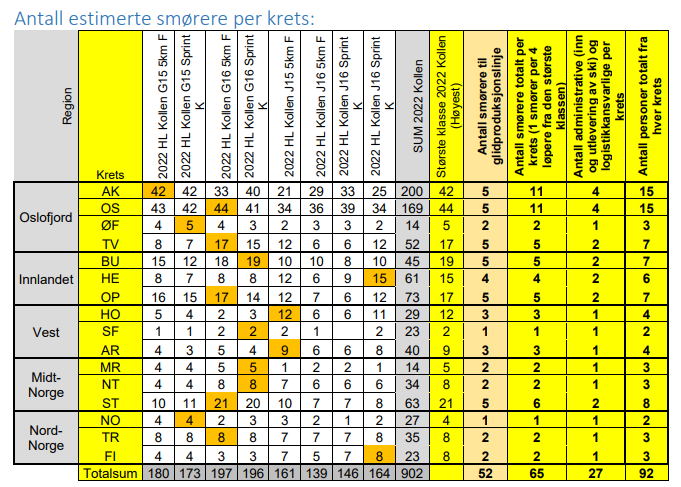 Antall estimerte smørere per krets:
Region Krets 2022 HL Kollen G15 5km F 2022 HL Kollen G15 Sprint K 2022 HL Kollen G16 5km F 2022 HL Kollen G16 Sprint K 2022 HL Kollen J15 5km F 2022 HL Kollen J16 5km F 2022 HL Kollen J16 Sprint K 2022 HL Kollen J15 Sprint K SUM 2022 Kollen Største klasse 2022 Kollen (Høyest) Antall smørere til glidproduksjonslinje Antall smørere totalt per krets (1 smører per 4 løpere fra den største klassen) Antall administrative (inn og utlevering av ski) og logistikkansvarlige per krets Antall personer totalt fra hver krets
Oslofjord
AK 42 42 33 40 21 29 33 25 200 42 5 11 4 15
OS 43 42 44 41 34 36 39 34 169 44 5 11 4 15
ØF 4 5 4 3 2 3 3 2 14 5 2 2 1 3
TV 8 7 17 15 12 6 6 12 52 17 5 5 2 7
Innlandet
BU 15 12 18 19 10 10 8 10 45 19 5 5 2 7
HE 8 7 8 8 12 6 9 15 61 15 4 4 2 6
OP 16 15 17 14 12 7 6 12 73 17 5 5 2 7
Vest
HO 5 4 2 3 12 6 6 11 29 12 3 3 1 4
SF 1 1 2 2 2 1 2 23 2 1 1 1 2
AR 4 3 5 4 9 6 6 8 40 9 3 3 1 4
Midt-
Norge
MR 4 4 4 5 1 2 2 1 14 5 2 2 1 3
NT 4 4 8 8 7 6 6 6 34 8 2 2 1 3
ST 10 11 21 20 10 7 7 8 63 21 5 6 2 8
Nord-
Norge
NO 4 4 2 3 3 2 1 2 27 4 1 1 1 2
TR 8 8 8 8 7 7 7 8 35 8 2 2 1 3
FI 4 4 3 3 7 5 7 8 23 8 2 2 1 3
Totalsum 180 173 197 196 161 139 146 164 902 52 65 27 92